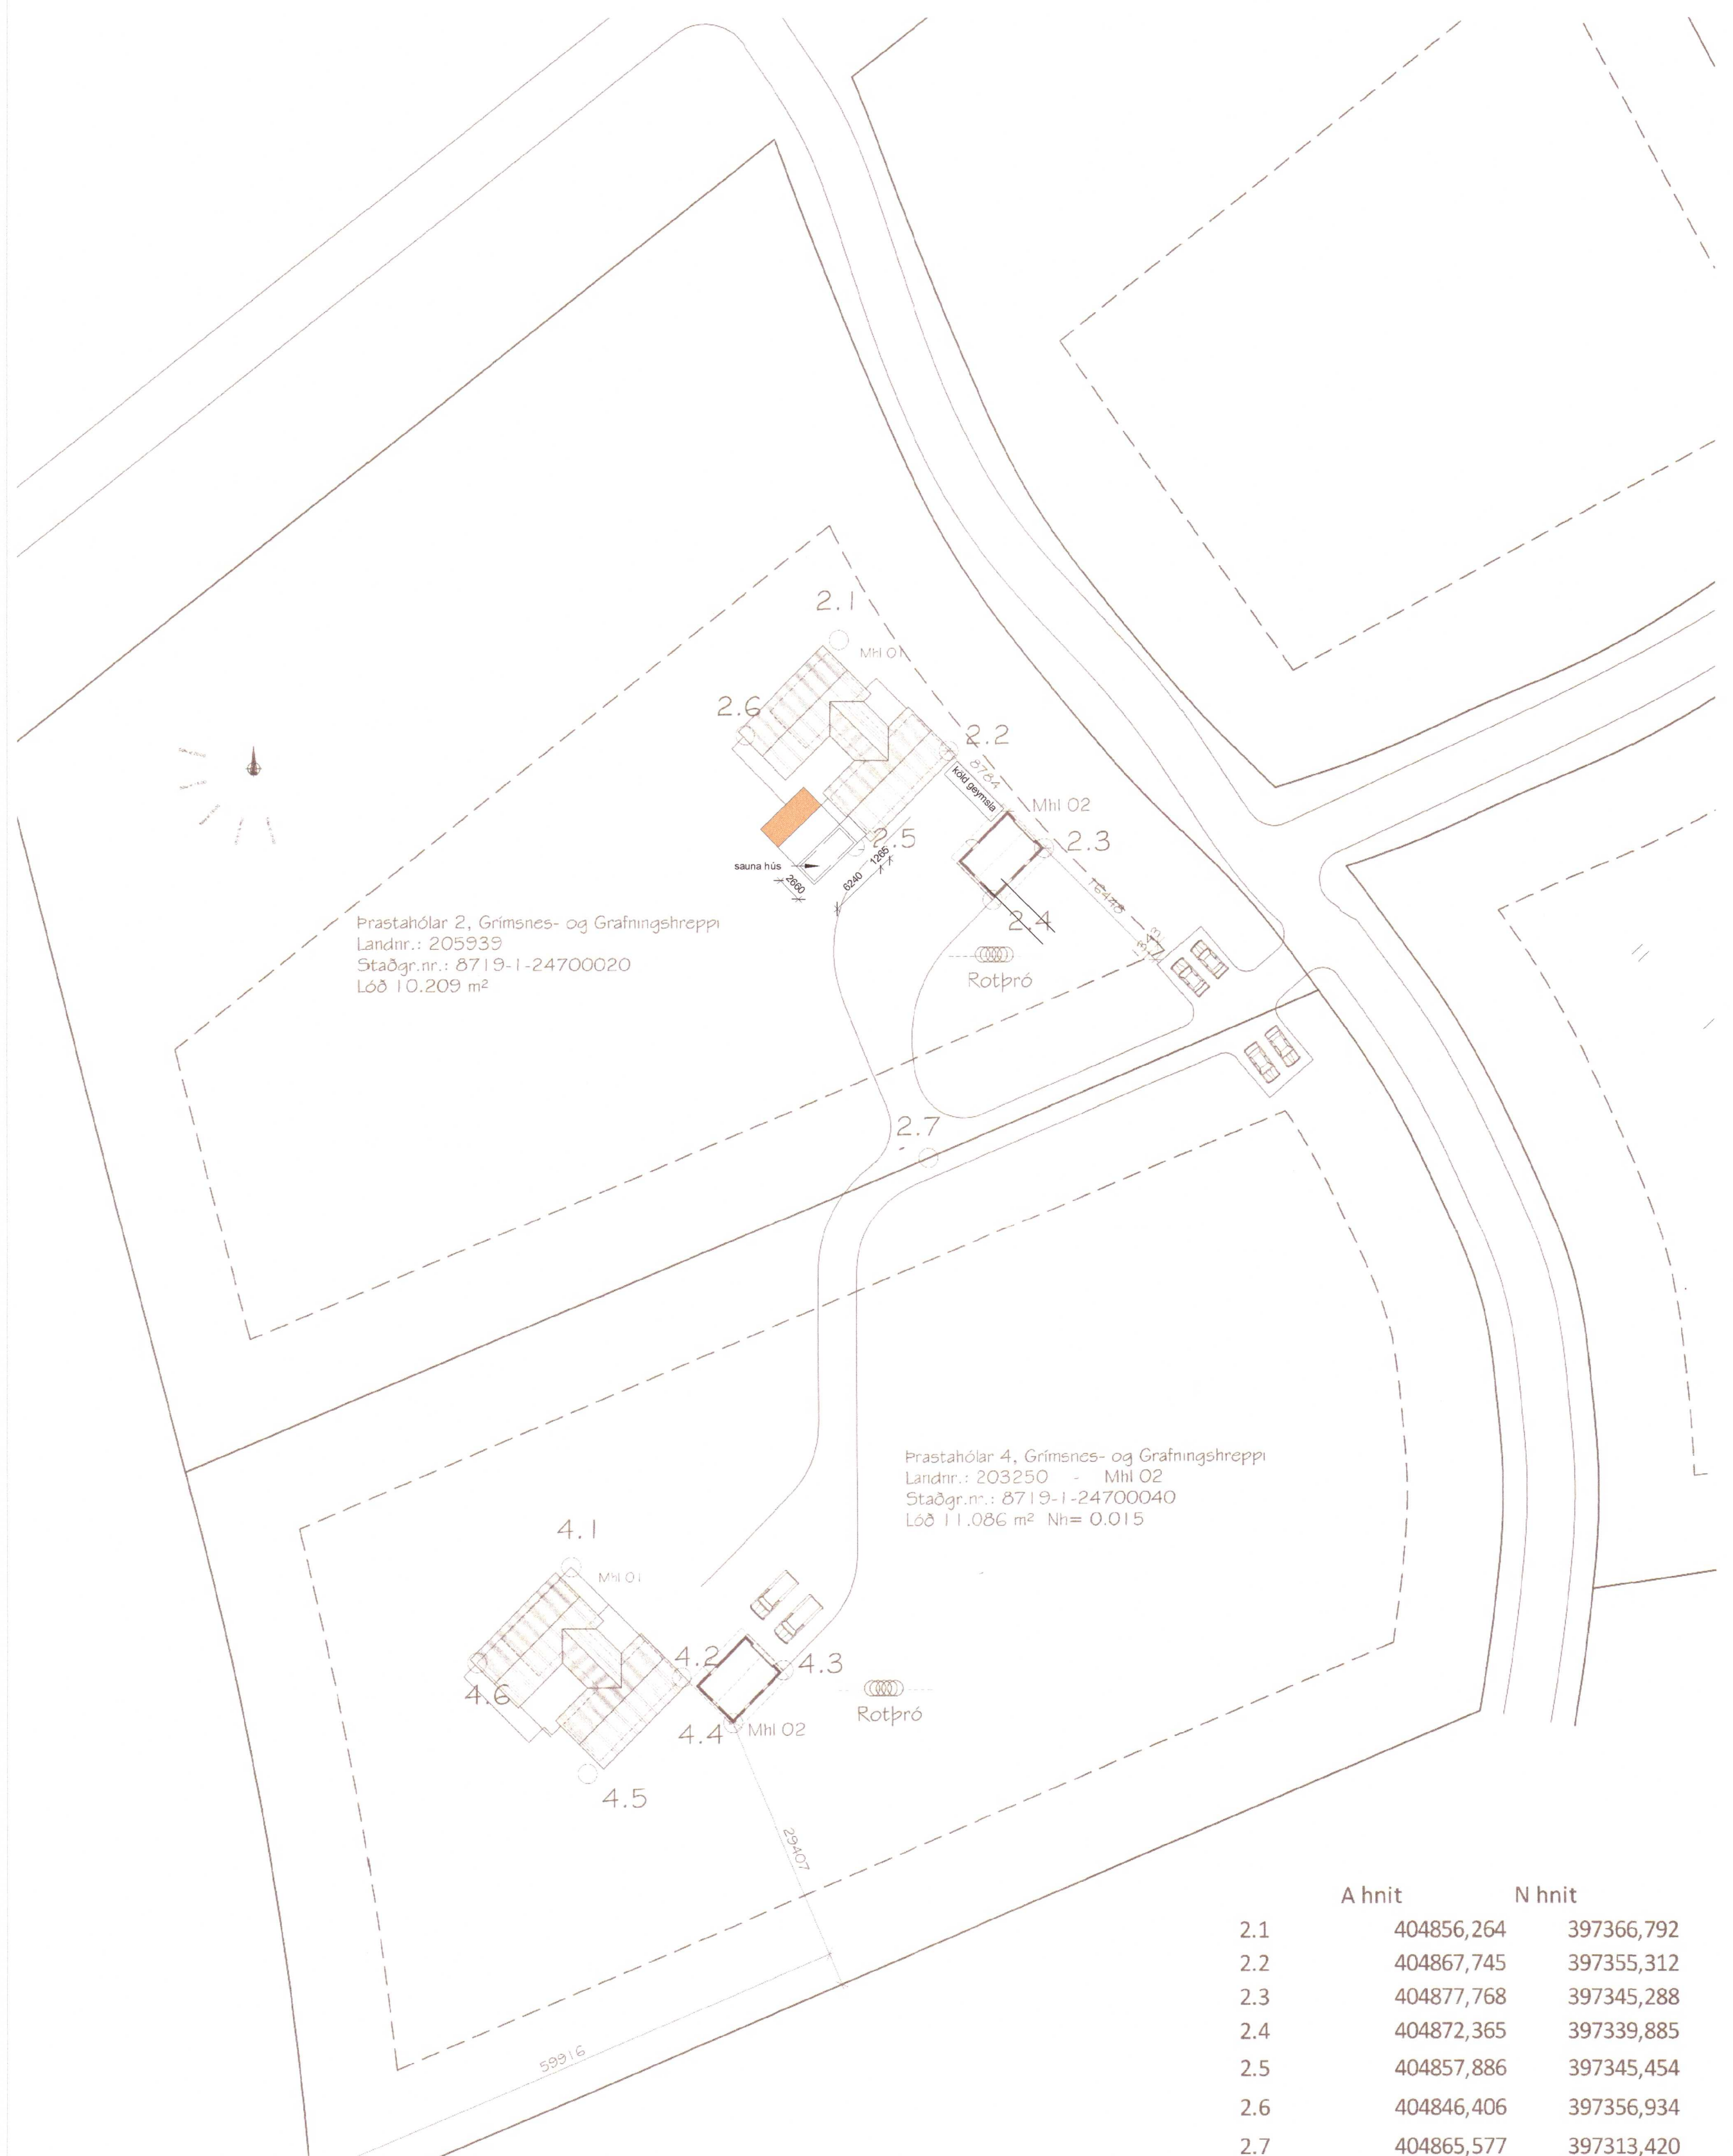 2.1
Mhl 01
2.6
2.2
8784
köld geymsla
Mhl 02
2.3
2.5
1265
sauna hús
2660
6240
16448
2.4
Þrastahólar 2, Grímsnes- og Grafningshreppi
Landnr.: 205939
Staðgr.nr.: 8719-1-24700020
Lóð 10.209 m²
Rotþró
2.7
Þrastahólar 4, Grímsnes- og Grafningshreppi
Landnr.: 203250 - Mhl 02
Staðgr.nr.: 8719-1-24700040
Lóð 11.086 m² Nh= 0.015
4.1
Mhl 01
4.2
4.3
4.6
Rotþró
4.4
Mhl 02
4.5
29407
59916
A hnit N hnit
2.1 404856,264 397366,792
2.2 404867,745 397355,312
2.3 404877,768 397345,288
2.4 404872,365 397339,885
2.5 404857,886 397345,454
2.6 404846,406 397356,934
2.7 404865,577 397313,420